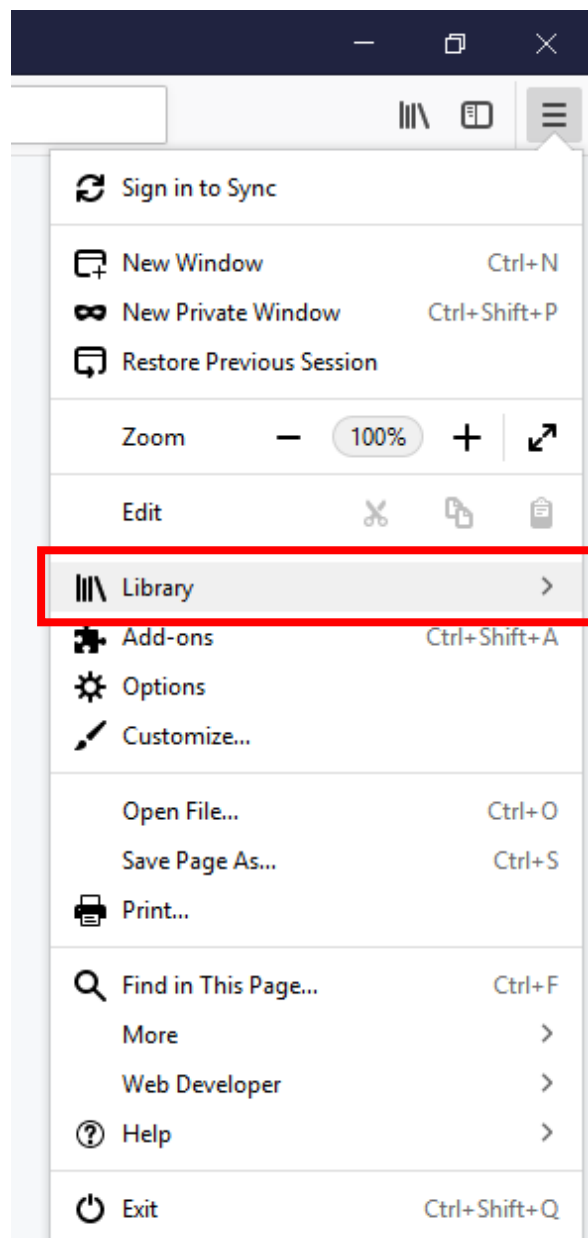 Sign in to Sync
New Window Ctrl+N
New Private Window Ctrl+Shift+P
Restore Previous Session
Zoom 100%
Edit
Library
Add-ons Ctrl+Shift+A
Options
Customize...
Open File... Ctrl+O
Save Page As... Ctrl+S
Print...
Find in This Page... Ctrl+F
More
Web Developer
Help
Exit Ctrl+Shift+Q